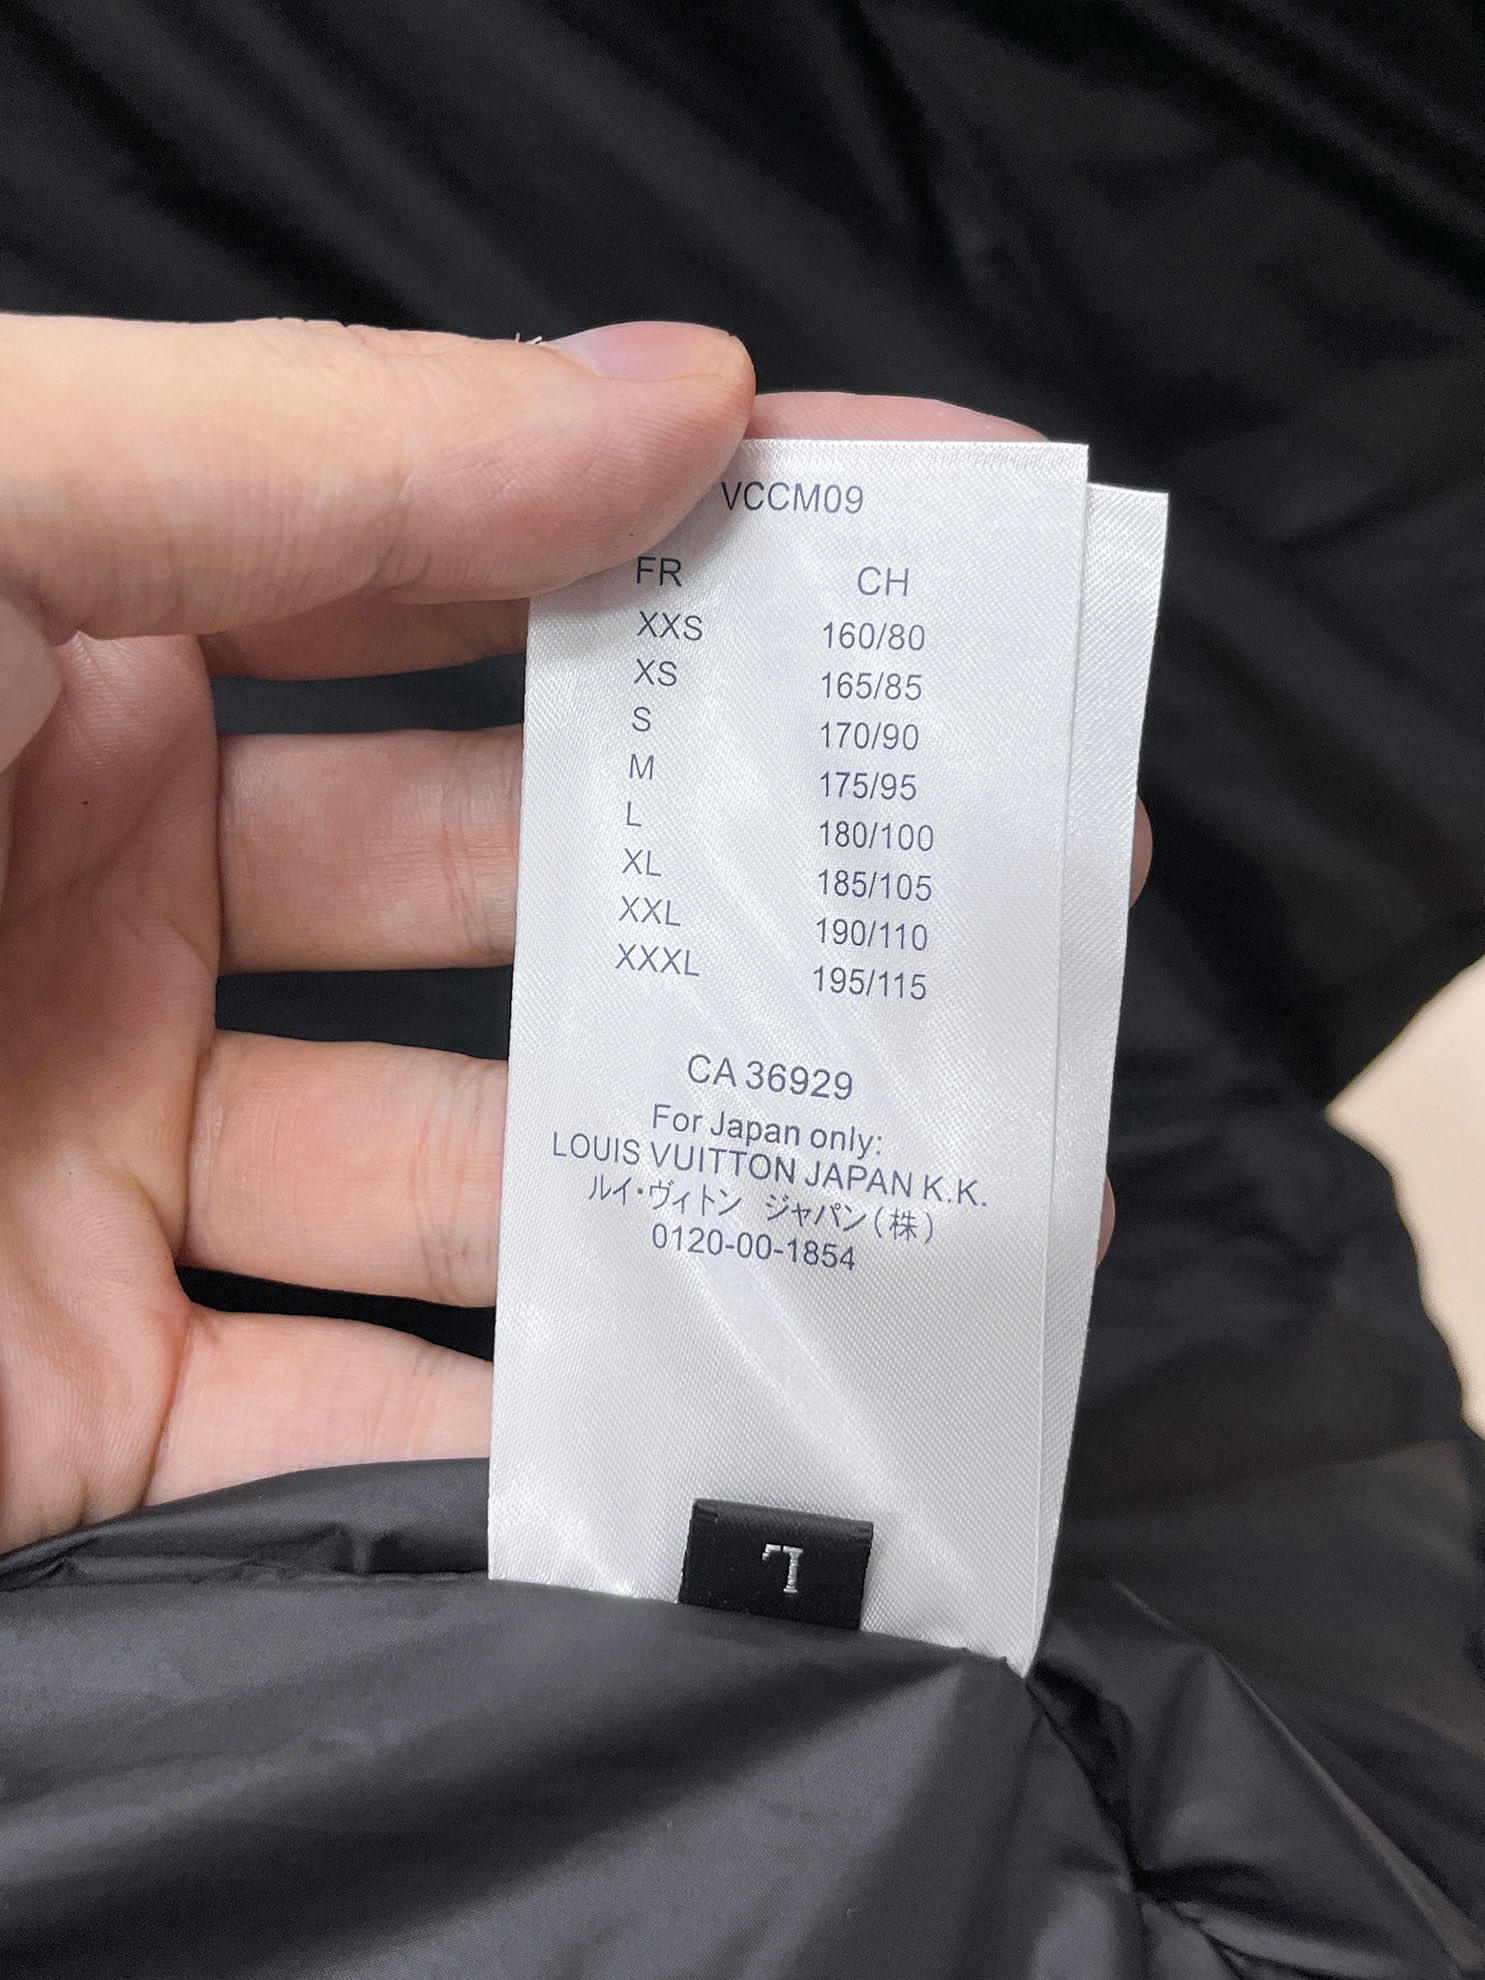 VCCM09
FR CH
XXS 160/80
XS 165/85
S 170/90
M 175/95
L 180/100
XL 185/105
XXL 190/110
XXXL 195/115
CA 36929
For Japan only:
LOUIS VUITTON JAPAN K.K.
ルイ・ヴィトン ジャパン(株)
0120-00-1854
L